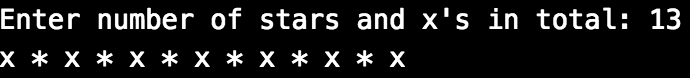 Enter number of stars and x's in total: 13
x * x * x * x * x * x * x